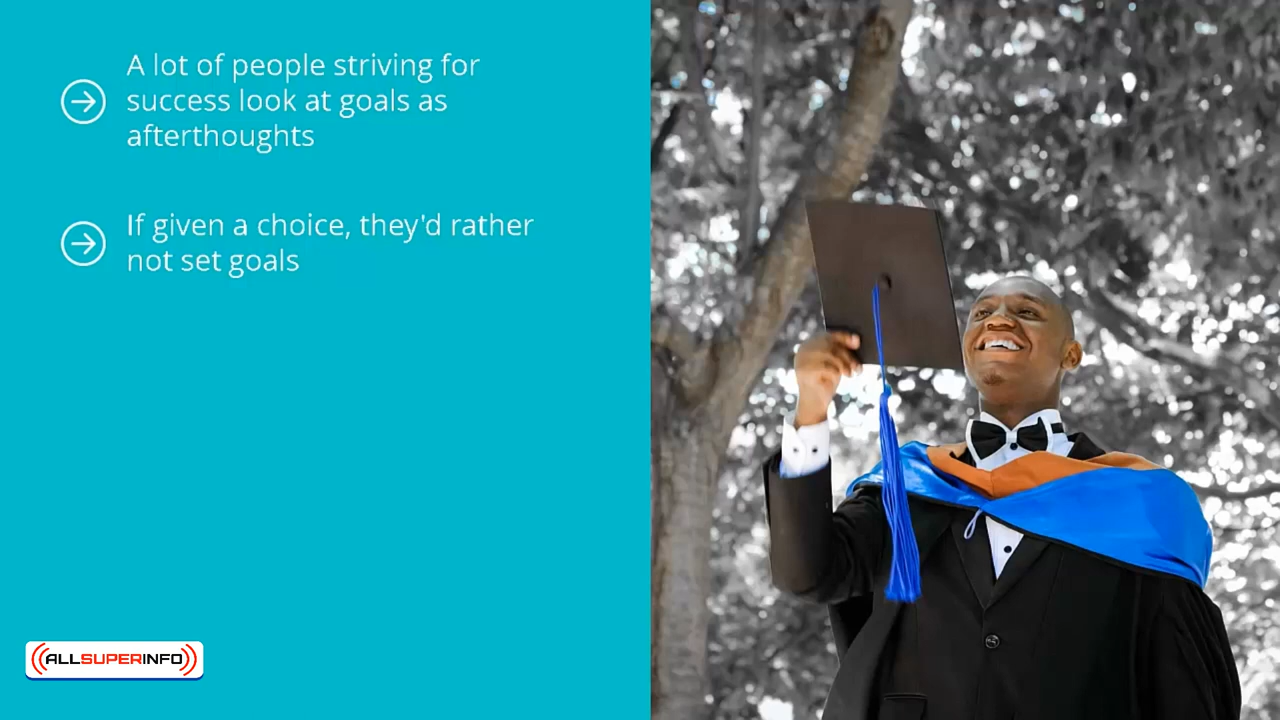 A lot of people striving for
success look at goals as
afterthoughts
If given a choice, they'd rather
not set goals
((ALLSUPERINFO))